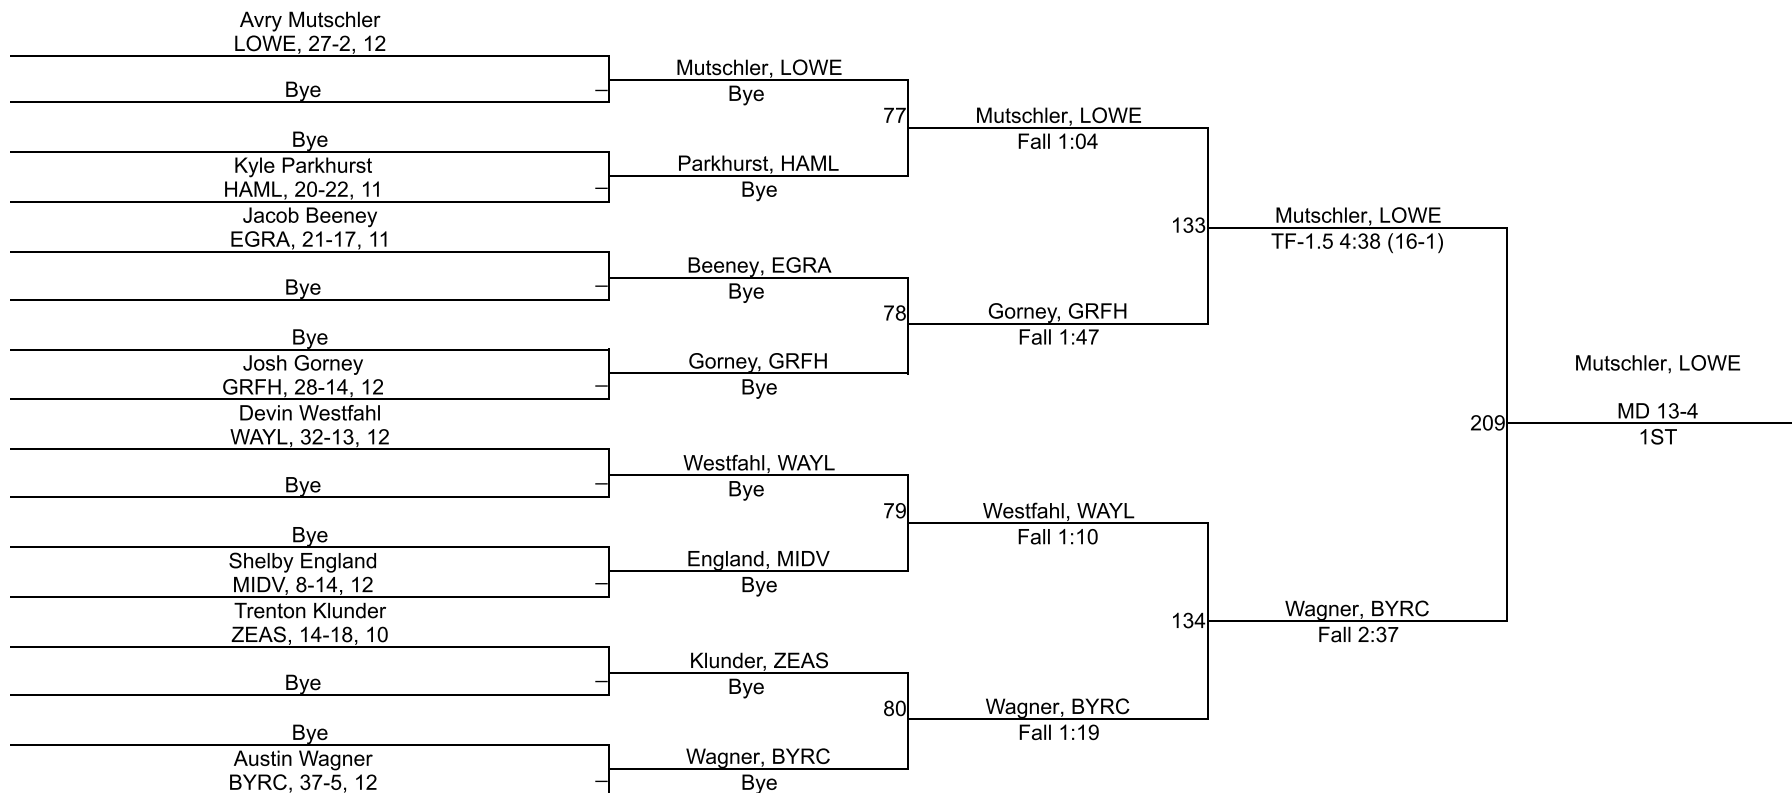 Avry Mutschler
LOWE, 27-2, 12
Bye
Bye
Kyle Parkhurst
HAML, 20-22, 11
Jacob Beeney
EGRA, 21-17, 11
Bye
Bye
Josh Gorney
GRFH, 28-14, 12
Devin Westfahl
WAYL, 32-13, 12
Bye
Bye
Shelby England
MIDV, 8-14, 12
Trenton Klunder
ZEAS, 14-18, 10
Bye
Bye
Austin Wagner
BYRC, 37-5, 12
Mutschler, LOWE
Bye
Parkhurst, HAML
Bye
Beeney, EGRA
Bye
Gorney, GRFH
Bye
Westfahl, WAYL
Bye
England, MIDV
Bye
Klunder, ZEAS
Bye
Wagner, BYRC
Bye
77
78
79
80
Mutschler, LOWE
Fall 1:04
Gorney, GRFH
Fall 1:47
Westfahl, WAYL
Fall 1:10
Wagner, BYRC
Fall 1:19
133
134
Mutschler, LOWE
TF-1.5 4:38 (16-1)
Wagner, BYRC
Fall 2:37
209
Mutschler, LOWE
MD 13-4
1ST